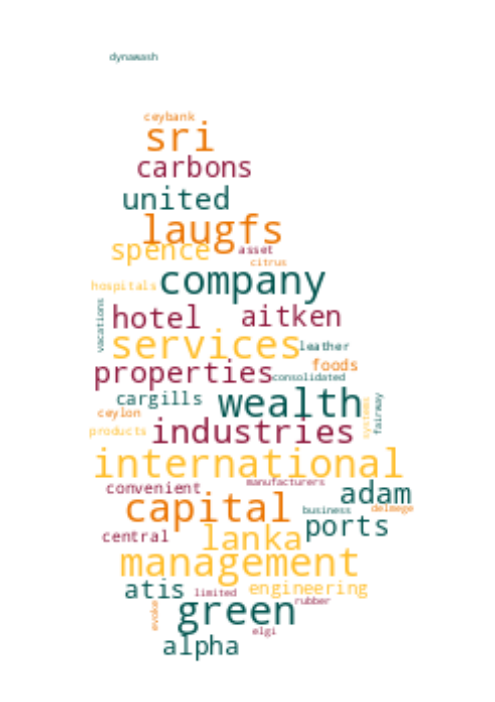 dynawash
ceybank
sri
carbons
united
laugfs
spence
asset
citrus
hospitals
company
vacations
hotel
aitken
services
leather
foods
properties
consolidated
cargills
wealth
fairway
systems
ceylon
products
industries
international
convenient
manufacturers
adam
capital
business
delmege
ports
central
lanka
management
atis
limited
engineering
rubber
evoke
green
elgi
alpha